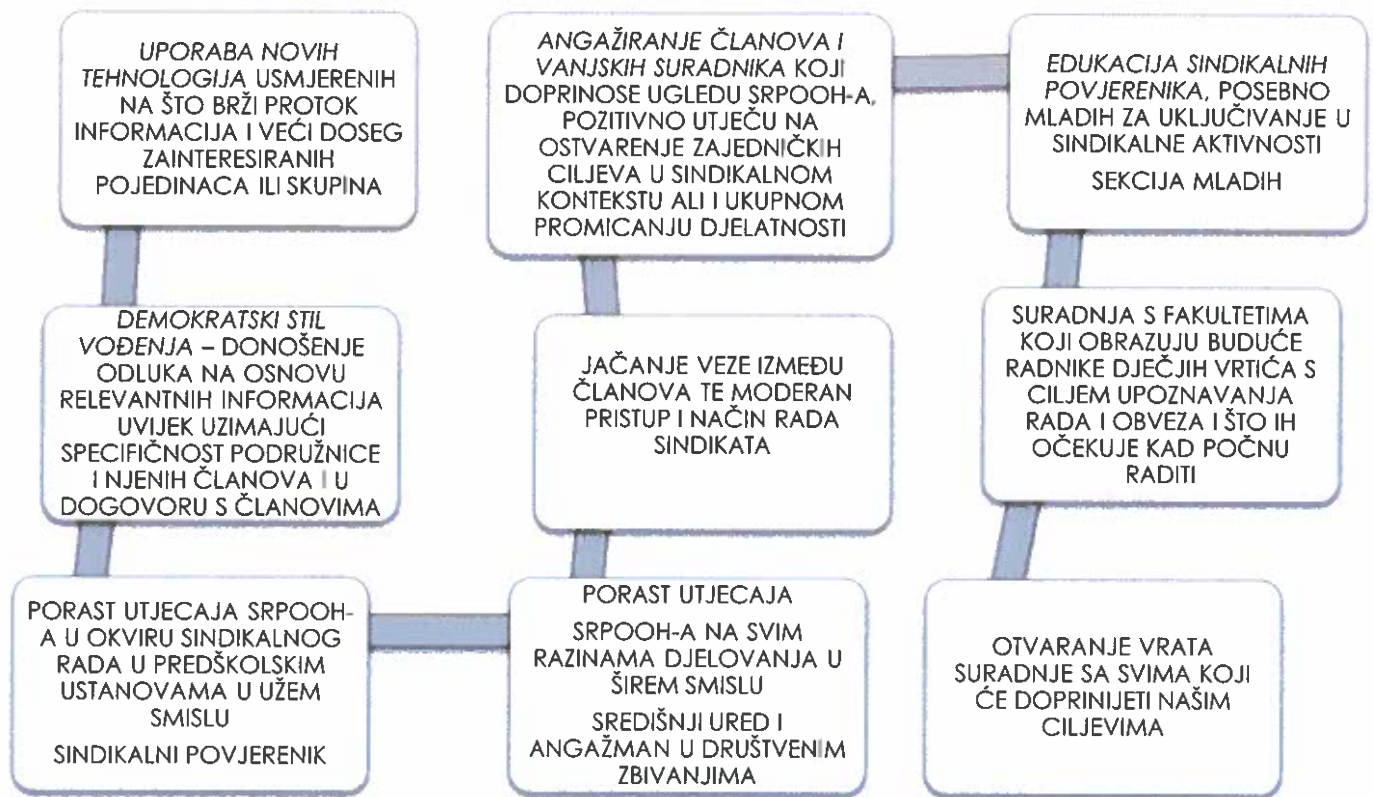 UPORABA NOVIH
TEHNOLOGIJA USMJERENIH
NA ŠTO BRŽI PROTOK
INFORMACIJA I VEĆI DOSEG
ZAINTERESIRANIH
POJEDINACA ILI SKUPINA
DEMOKRATSKI STIL
VOĐENJA – DONOŠENJE
ODLUKA NA OSNOVU
RELEVANTNIH INFORMACIJA
UVIJEK UZIMAJUĆI
SPECIFIČNOST PODRUŽNICE
I NJENIH ČLANOVA I U
DOGOVORU S ČLANOVIMA
PORAST UTJECAJA SRPOOH-
A U OKVIRU SINDIKALNOG
RADA U PREDŠKOLSKIM
USTANOVAMA U UŽEM
SMISLU
SINDIKALNI POVJERENIK
PORAST UTJECAJA
SRPOOH-A NA SVIM
RAZINAMA DJELOVANJA U
ŠIREM SMISLU
SREDIŠNJI URED I
ANGAŽMAN U DRUŠTVENIM
ZBIVANJIMA
JAČANJE VEZE IZMEĐU
ČLANOVA TE MODERAN
PRISTUP I NAČIN RADA
SINDIKATA
ANGAŽIRANJE ČLANOVA I
VANJSKIH SURADNIKA KOJI
DOPRINOSE UGLEDU SRPOOH-A,
POZITIVNO UTJEČU NA
OSTVARENJE ZAJEDNIČKIH
CILJEVA U SINDIKALNOM
KONTEKSTU ALI I UKUPNOM
PROMICANJU DJELATNOSTI
EDUKACIJA SINDIKALNIH
POVJERENIKA, POSEBNO
MLADIH ZA UKLJUČIVANJE U
SINDIKALNE AKTIVNOSTI
SEKCIJA MLADIH
SURADNJA S FAKULTETIMA
KOJI OBRAZUJU BUDUĆE
RADNIKE DJEČJIH VRTIĆA S
CILJEM UPOZNAVANJA
RADA I OBVEZA I ŠTO IH
OČEKUJE KAD POČNU
RADITI
OTVARANJE VRATA
SURADNJE SA SVIMA KOJI
ĆE DOPRINIJETI NAŠIM
CILJEVIMA